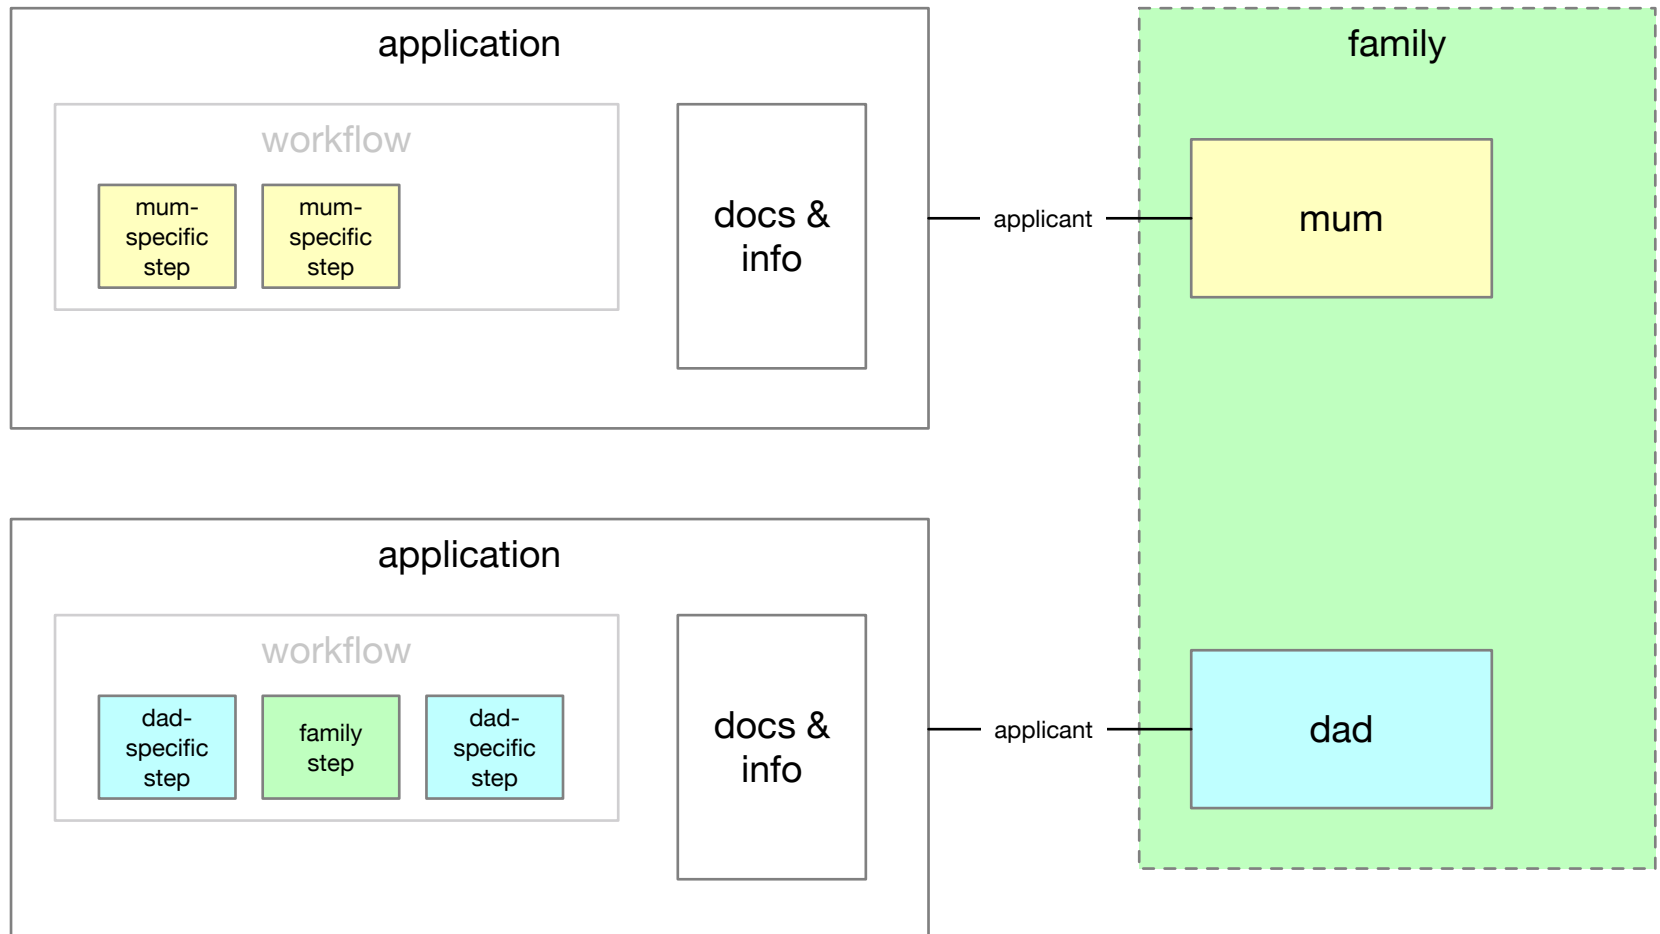 application
workflow
mum-
specific
step
mum-
specific
step
docs &
info
applicant
family
mum
application
workflow
dad-
specific
step
family
step
dad-
specific
step
docs &
info
applicant
dad